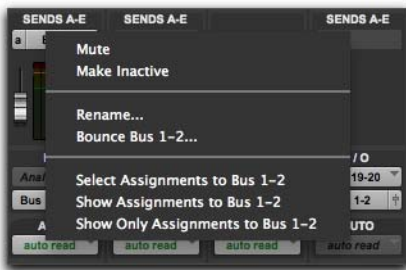 SENDS A-E SENDS A-E SENDS A-E
a
Mute
Make Inactive
Rename...
Bounce Bus 1-2...
Select Assignments to Bus 1-2
Show Assignments to Bus 1-2
Show Only Assignments to Bus 1-2
/ O
19-20
Bus 1-2
A UTO
auto read auto read auto read auto read